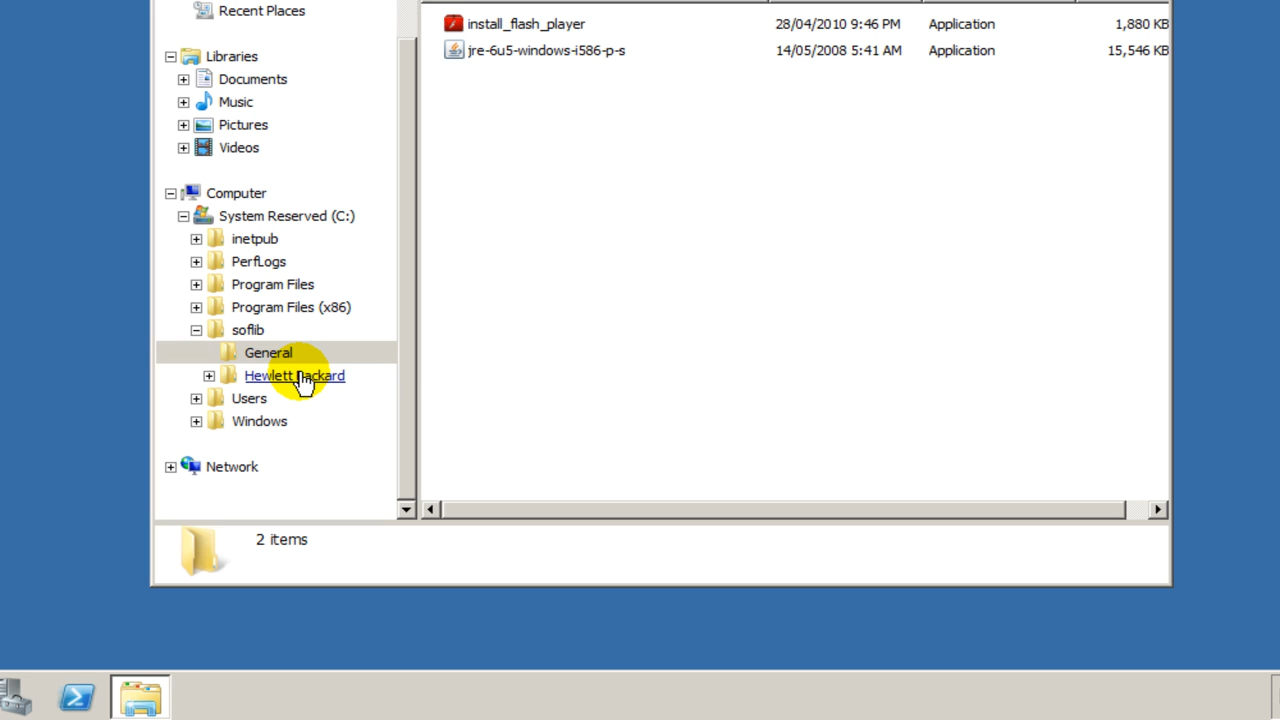 Recent Places
Libraries
Documents
Music
Pictures
Videos
Computer
System Reserved (C:)
inetpub
PerfLogs
Program Files
Program Files (x86)
soflib
General
Hewlett Packard
Users
Windows
Network
install_flash_player 28/04/2010 9:46 PM Application 1,880 KB
jre-6u5-windows-i586-p-s 14/05/2008 5:41 AM Application 15,546 KB
2 items